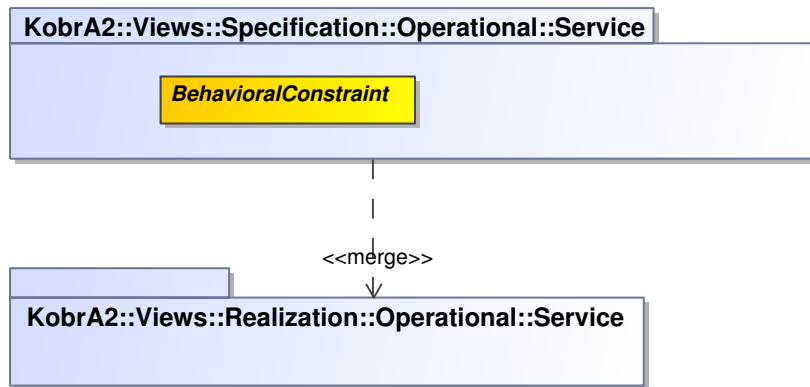 KobrA2::Views::Specification::Operational::Service
BehavioralConstraint
<<merge>>
KobrA2::Views::Realization::Operational::Service